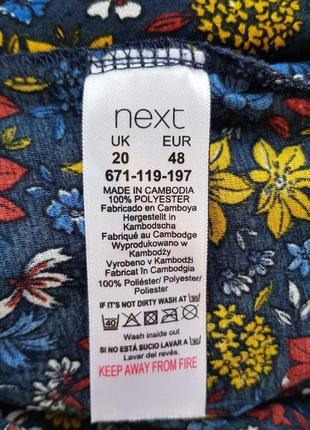 next
UK EUR
20 48
671-119-197
MADE IN CAMBODIA
100% POLYESTER
Fabricado en Camboya
Hergestellt in
Kambodscha
Fabriqué au Cambodge
Wyprodukowano w
Kambodży
Vyrobeno v Kambodži
Fabricat în Cambodgia
100% Poliéster/ Polyester/
Poliester
IF IT'S NOT DIRTY WASH AT 30
40
Wash inside out
SI NO ESTÁ SUCIO LAVAR A 30
Lavar del revés.
KEEP AWAY FROM FIRE